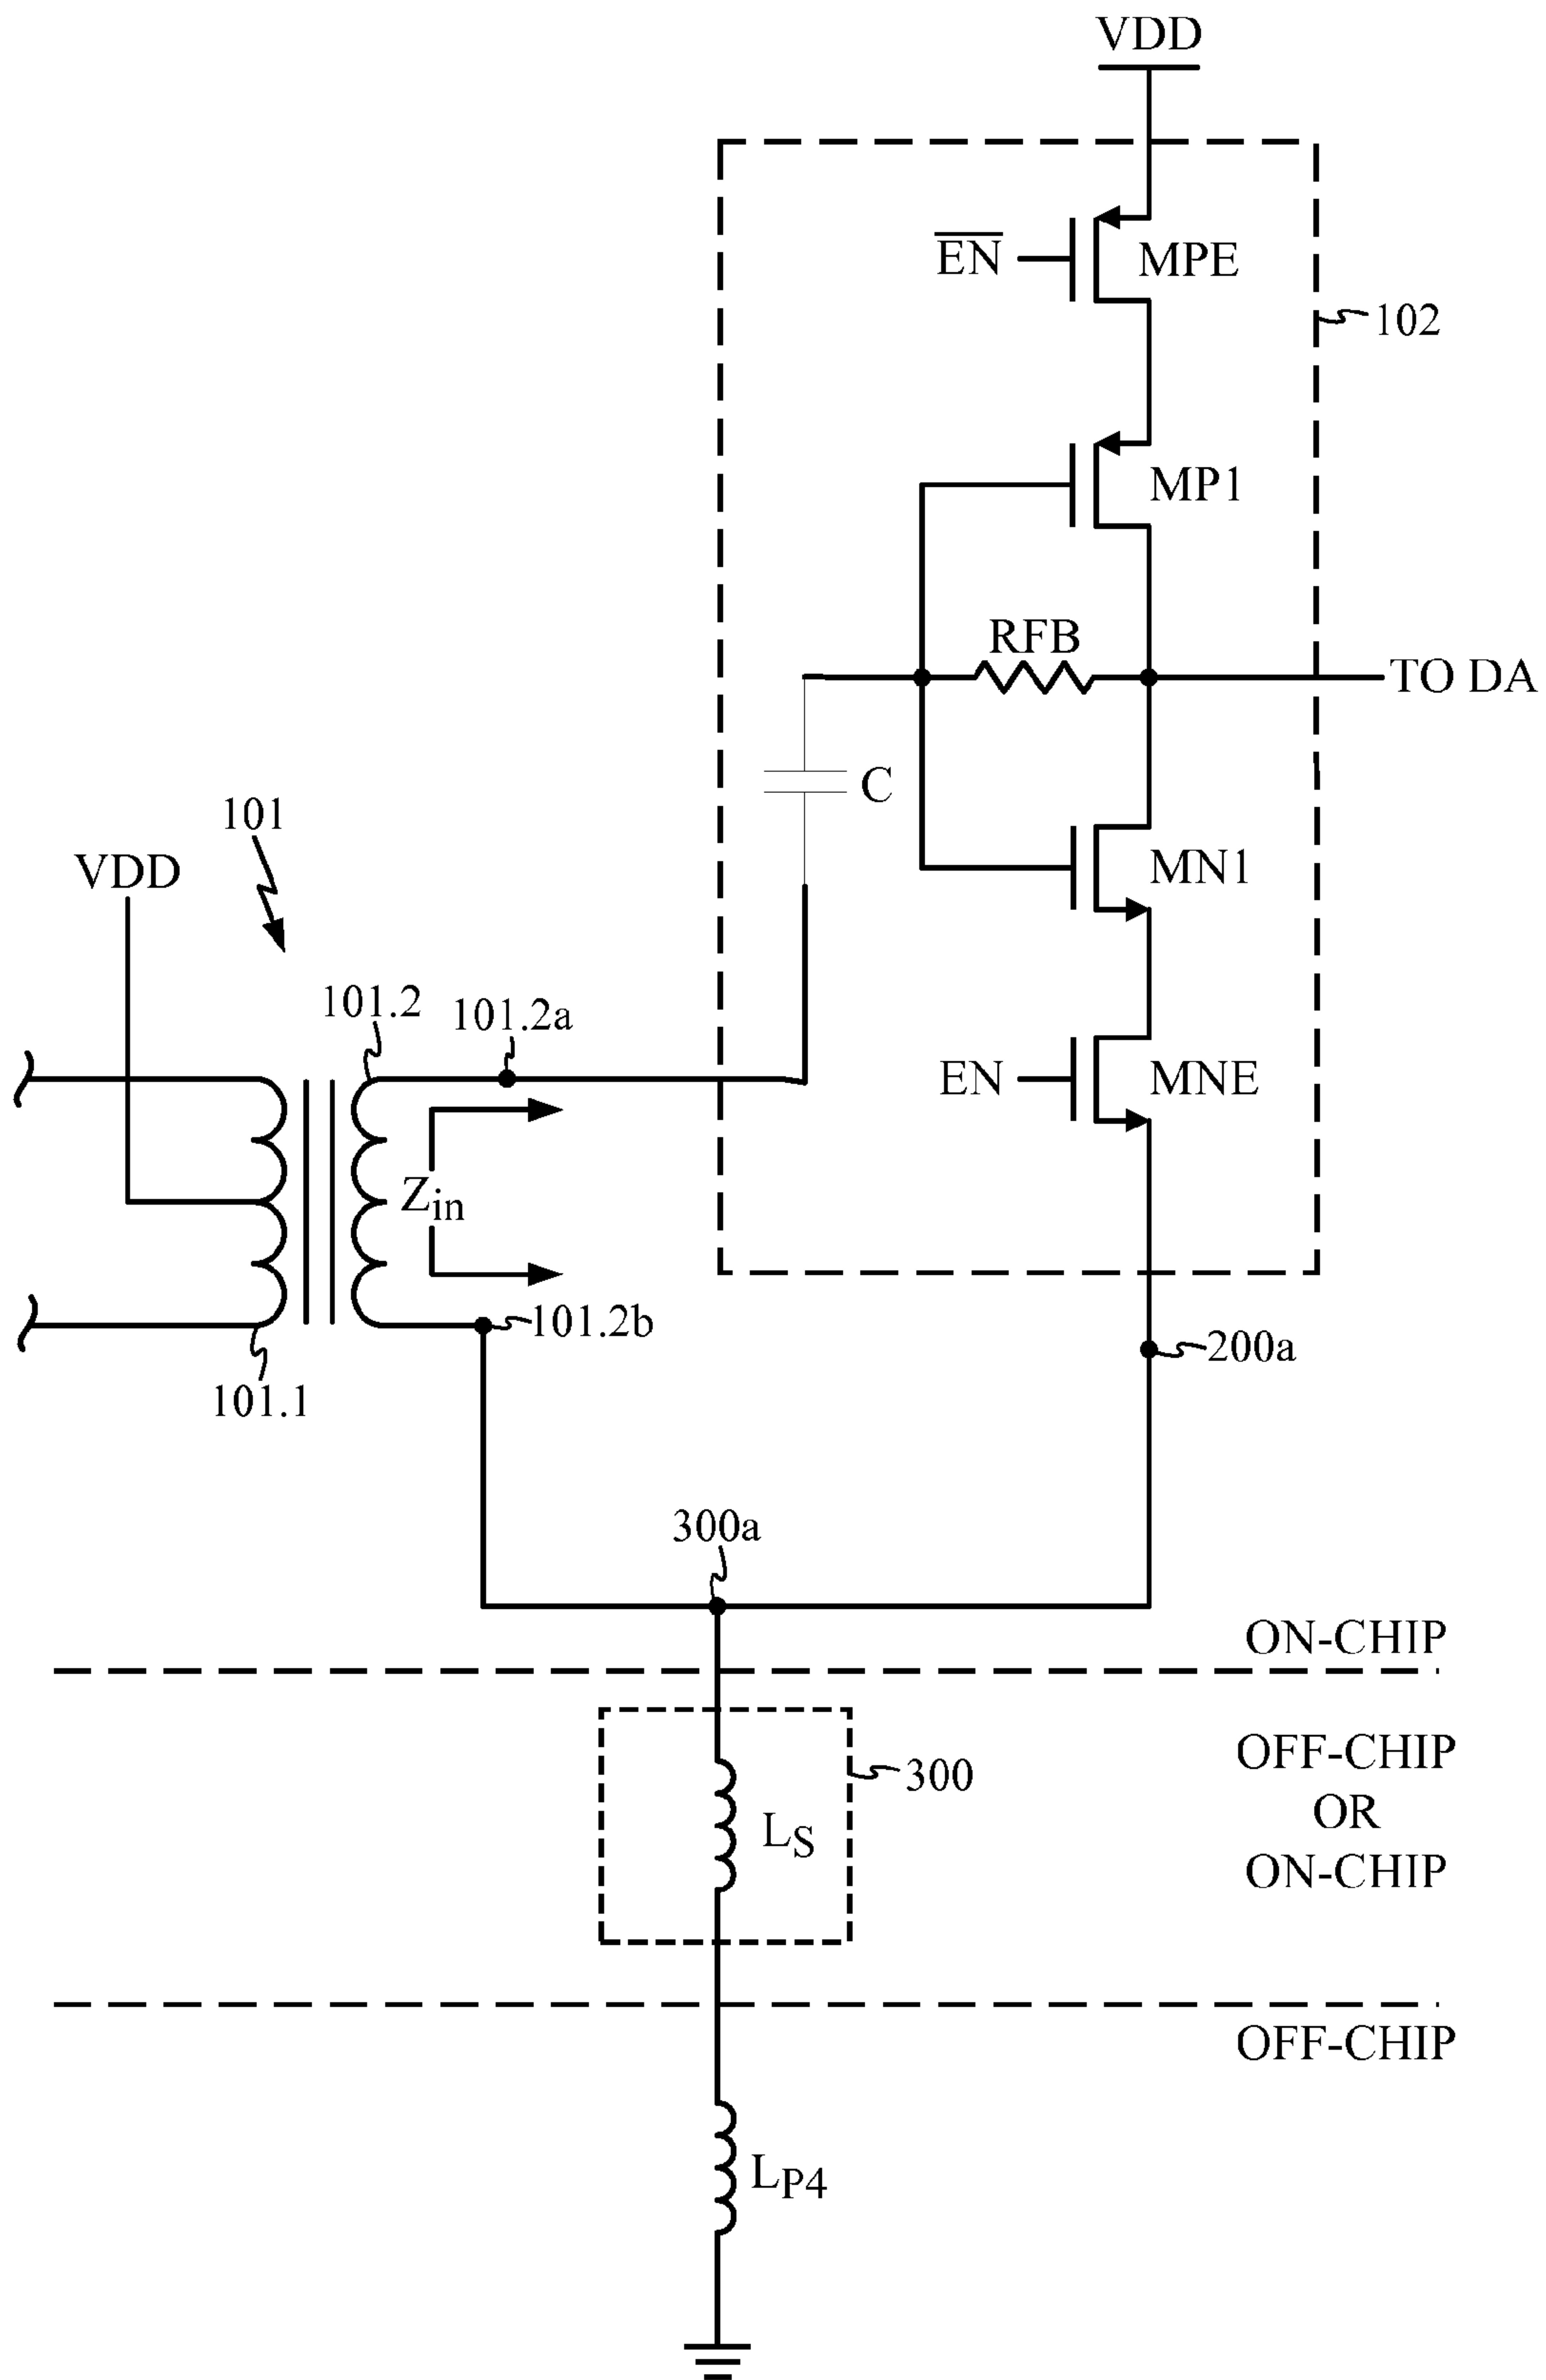 VDD
EN
MPE
102
MP1
RFB
TO DA
C
101
VDD
MN1
101.2
101.2a
EN
MNE
Zin
101.2b
200a
101.1
300a
ON-CHIP
OFF-CHIP
OR
ON-CHIP
300
LS
OFF-CHIP
LP4